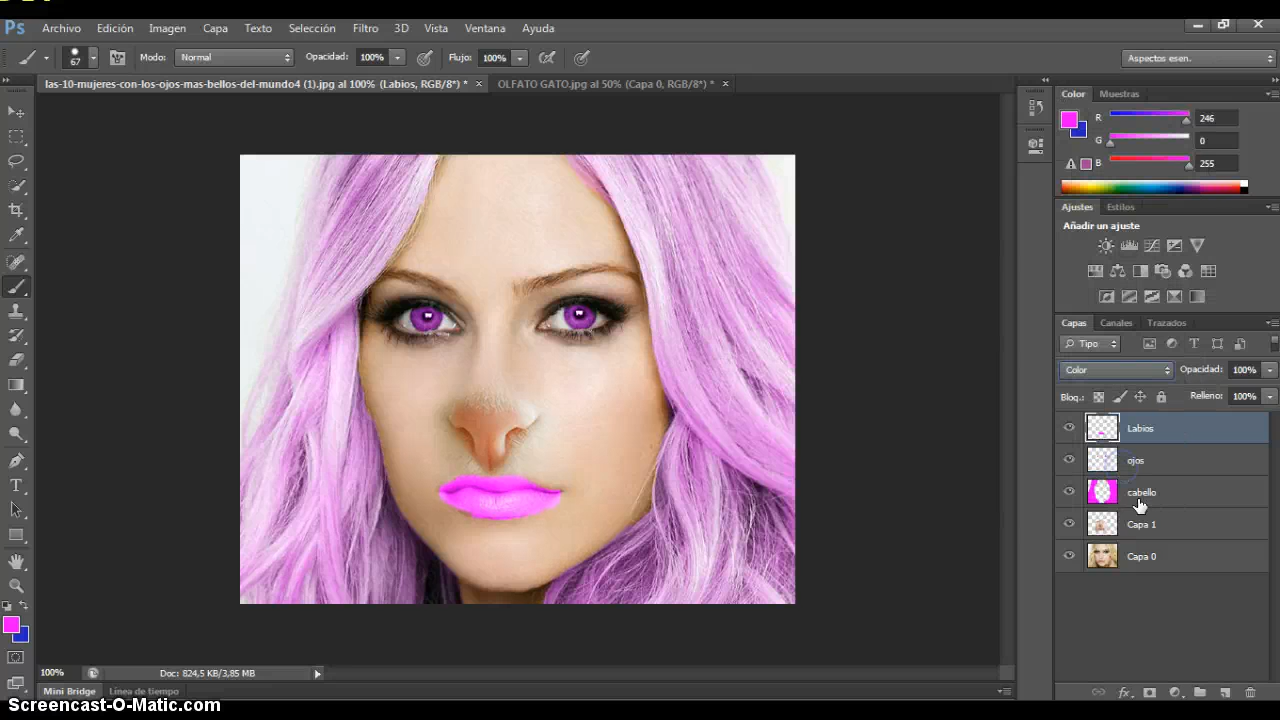 Ps Archivo Edición Imagen Capa Texto Selección Filtro 3D Vista Ventana Ayuda
67 Modo: Normal Opacidad: 100% Flujo: 100% Aspectos esen.
las-10-mujeres-con-los-ojos-mas-bellos-del-mundo4 (1).jpg al 100% (Labios, RGB/8*) * × OLFATO GATO.jpg al 50% (Capa 0, RGB/8*) * ×
Color Muestras
R 246
G 0
B 255
Ajustes Estilos
Añadir un ajuste
Capas Canales Trazados
Tipo
Color Opacidad: 100%
Bloq.: Relleno: 100%
Labios
ojos
cabello
Capa 1
Capa 0
100% Doc: 824,5 KB/3,85 MB
Mini Bridge Línea de tiempo
fx
Screencast-O-Matic.com